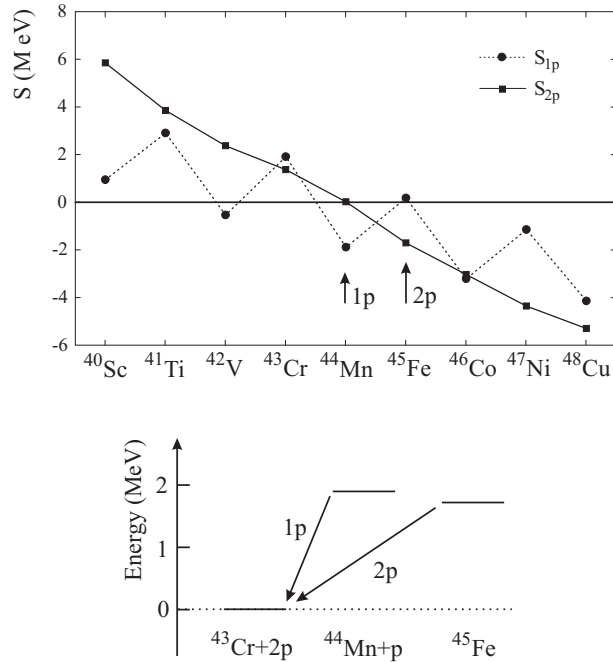 8
6
4
2
0
-2
-4
-6
S (M eV)
S1p
S2p
1p
2p
⁴⁰Sc ⁴¹Ti ⁴²V ⁴³Cr ⁴⁴Mn ⁴⁵Fe ⁴⁶Co ⁴⁷Ni ⁴⁸Cu
Energy (MeV)
2
1
0
1p
2p
⁴³Cr+2p ⁴⁴Mn+p ⁴⁵Fe